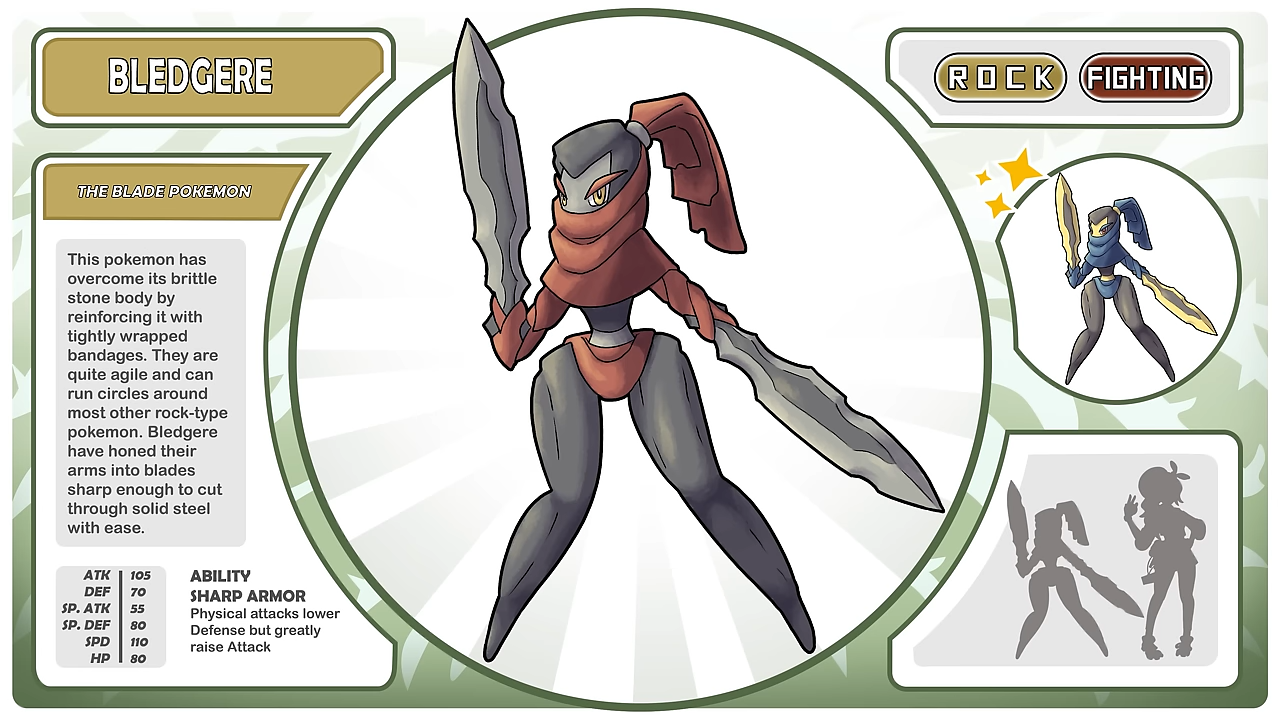 BLEDGERE
ROCK FIGHTING
THE BLADE POKEMON
This pokemon has
overcome its brittle
stone body by
reinforcing it with
tightly wrapped
bandages. They are
quite agile and can
run circles around
most other rock-type
pokemon. Bledgere
have honed their
arms into blades
sharp enough to cut
through solid steel
with ease.
ATK 105
DEF 70
SP. ATK 55
SP. DEF 80
SPD 110
HP 80
ABILITY
SHARP ARMOR
Physical attacks lower
Defense but greatly
raise Attack